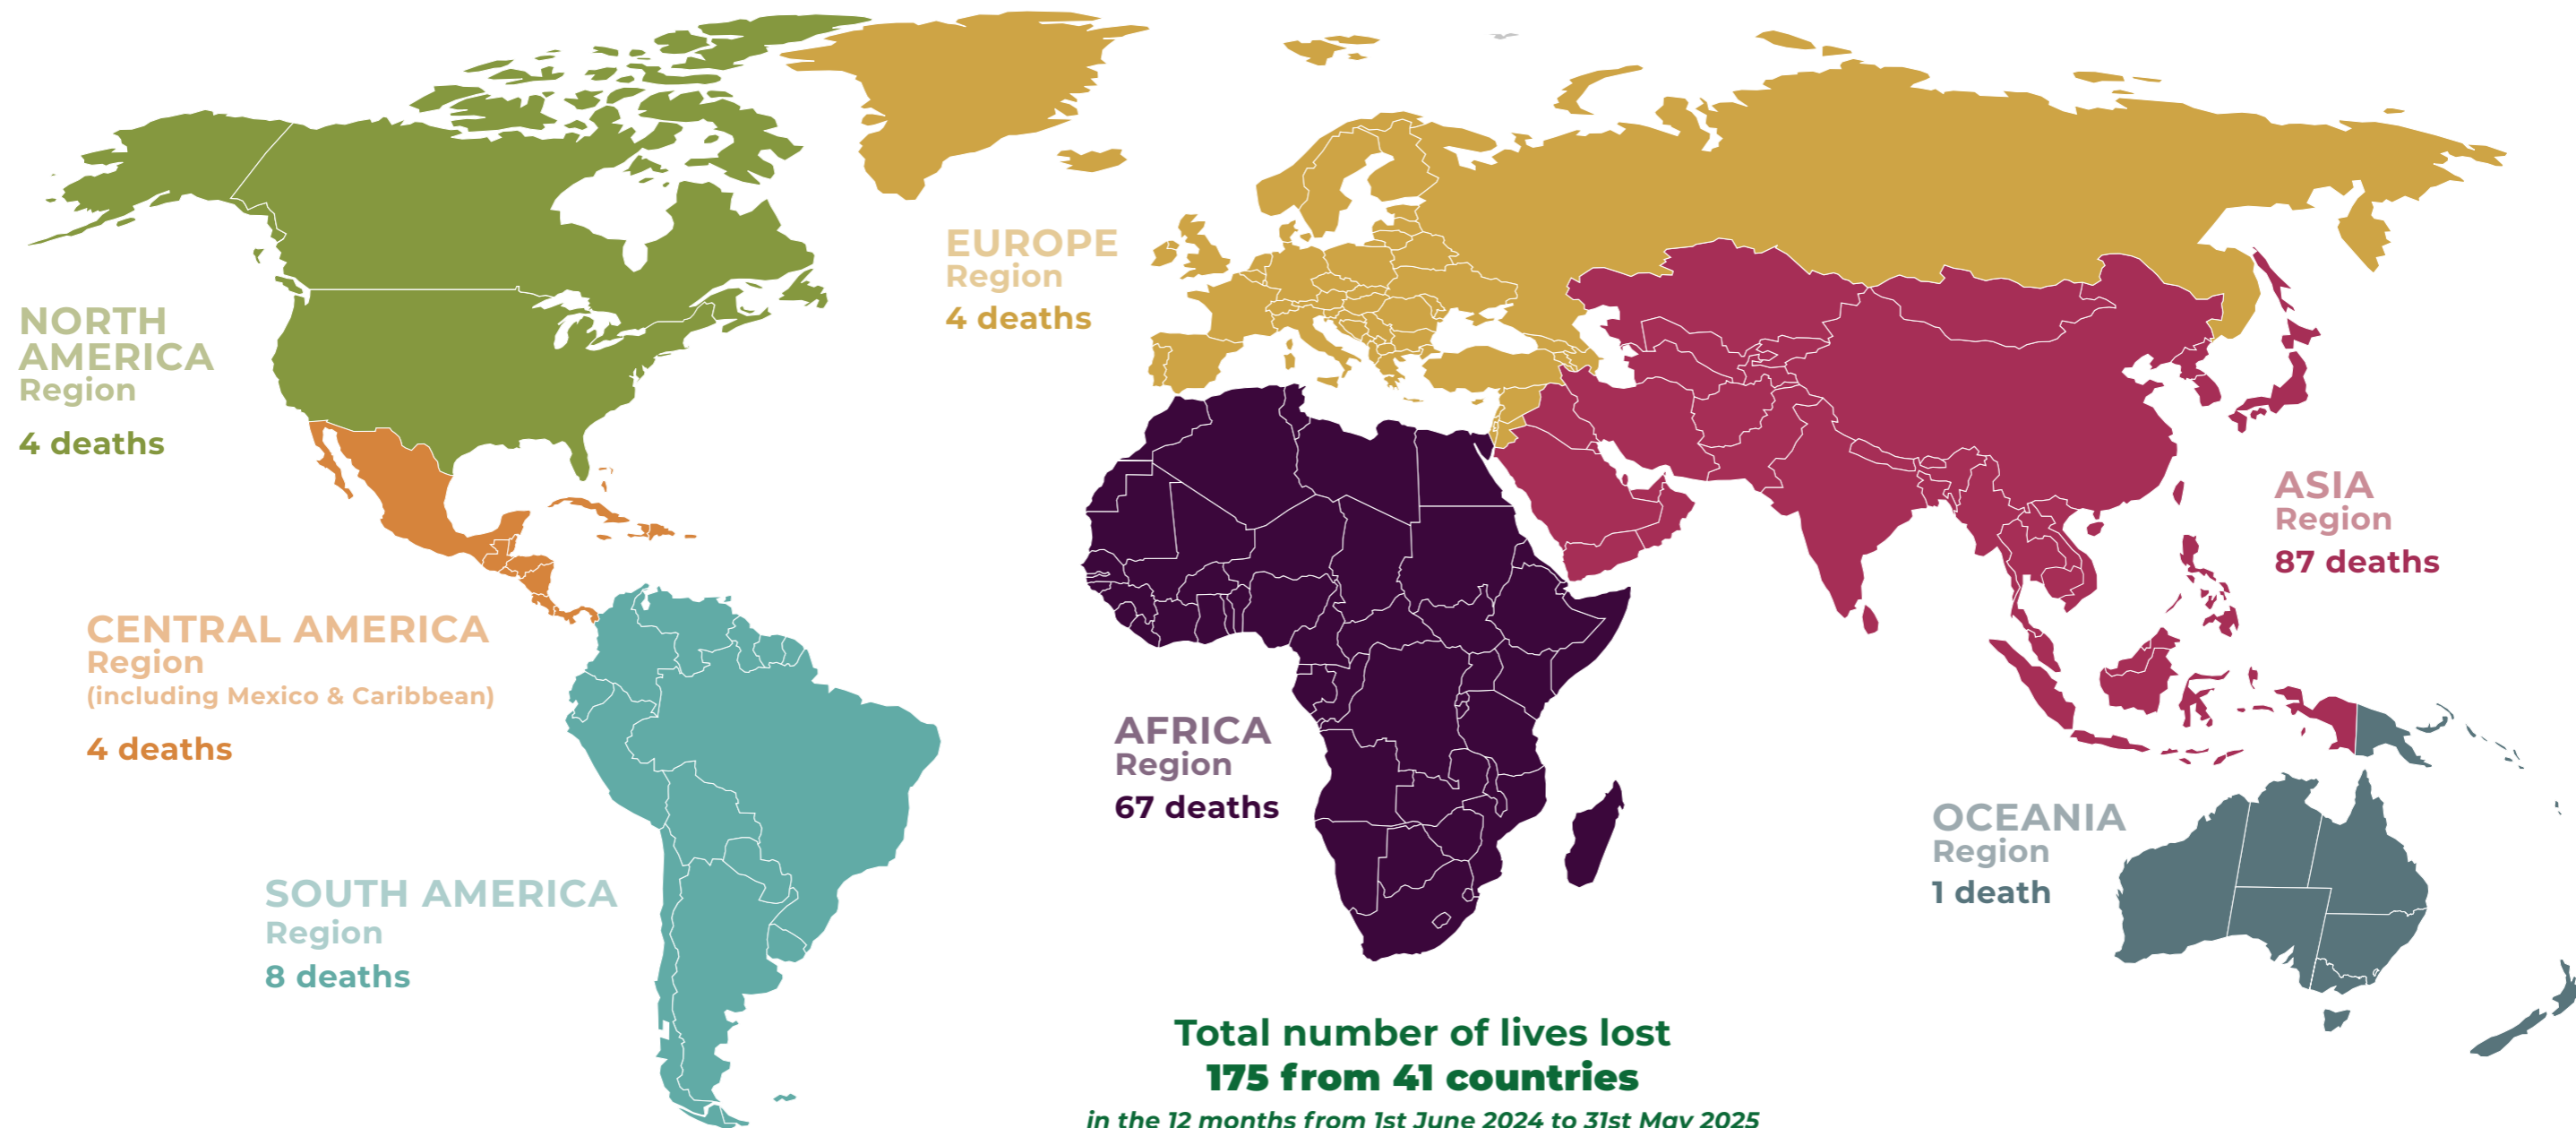 EUROPE
Region
4 deaths
NORTH
AMERICA
Region
4 deaths
ASIA
Region
87 deaths
CENTRAL AMERICA
Region
(including Mexico & Caribbean)
4 deaths
AFRICA
Region
67 deaths
OCEANIA
Region
1 death
SOUTH AMERICA
Region
8 deaths
Total number of lives lost
175 from 41 countries
in the 12 months from 1st June 2024 to 31st May 2025